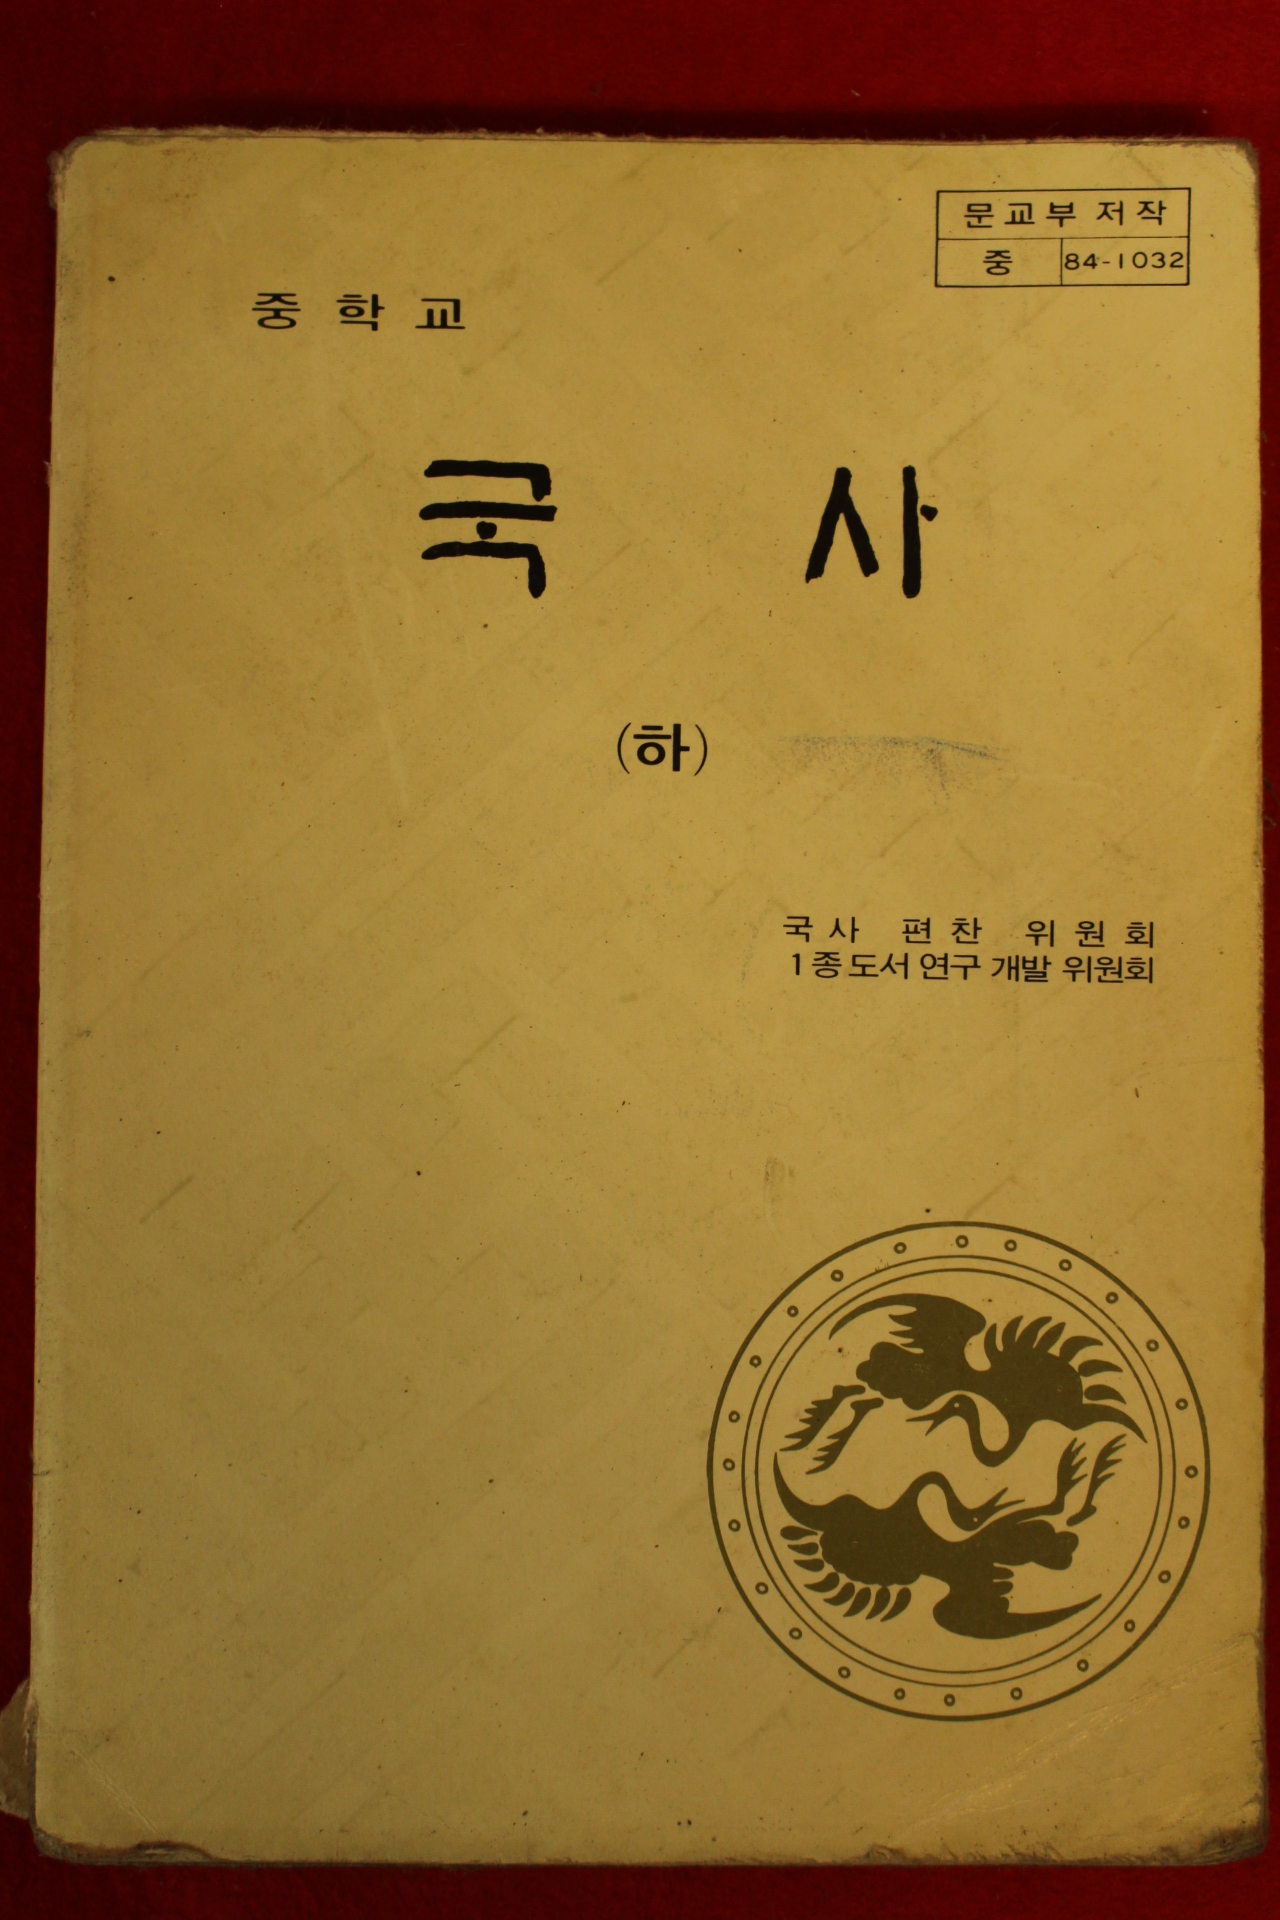 문교부 저작
중 84-1032
중학교
국사
(하)
국사 편찬 위원회
1종도서 연구 개발 위원회